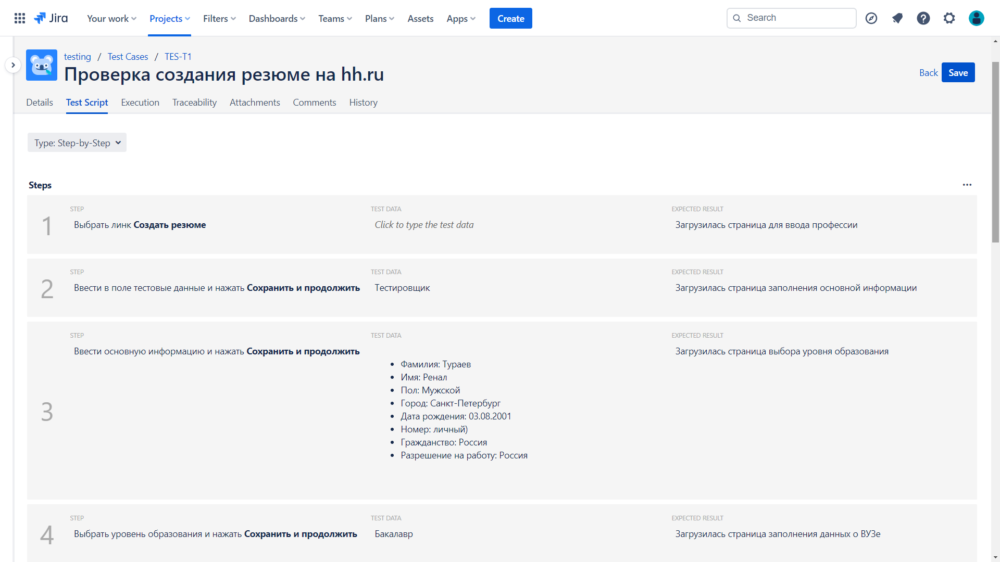 Jira Your work Projects Filters Dashboards Teams Plans Assets Apps Create Search
testing / Test Cases / TES-T1
Проверка создания резюме на hh.ru
Back Save
Details Test Script Execution Traceability Attachments Comments History
Type: Step-by-Step
Steps
STEP TEST DATA EXPECTED RESULT
1 Выбрать линк Создать резюме Click to type the test data Загрузилась страница для ввода профессии
STEP TEST DATA EXPECTED RESULT
2 Ввести в поле тестовые данные и нажать Сохранить и продолжить Тестировщик Загрузилась страница заполнения основной информации
STEP TEST DATA EXPECTED RESULT
3 Ввести основную информацию и нажать Сохранить и продолжить Загрузилась страница выбора уровня образования
• Фамилия: Тураев
• Имя: Ренал
• Пол: Мужской
• Город: Санкт-Петербург
• Дата рождения: 03.08.2001
• Номер: личный)
• Гражданство: Россия
• Разрешение на работу: Россия
STEP TEST DATA EXPECTED RESULT
4 Выбрать уровень образования и нажать Сохранить и продолжить Бакалавр Загрузилась страница заполнения данных о ВУЗе